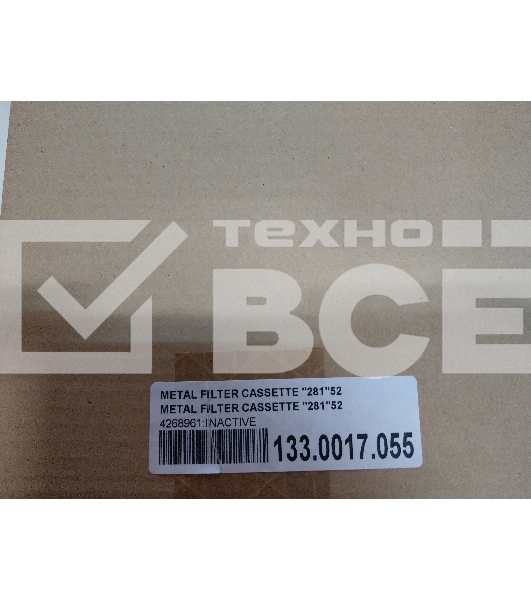 техно
ВСЕ
METAL FILTER CASSETTE "281"52
METAL FILTER CASSETTE "281"52
4268961:INACTIVE
133.0017.055